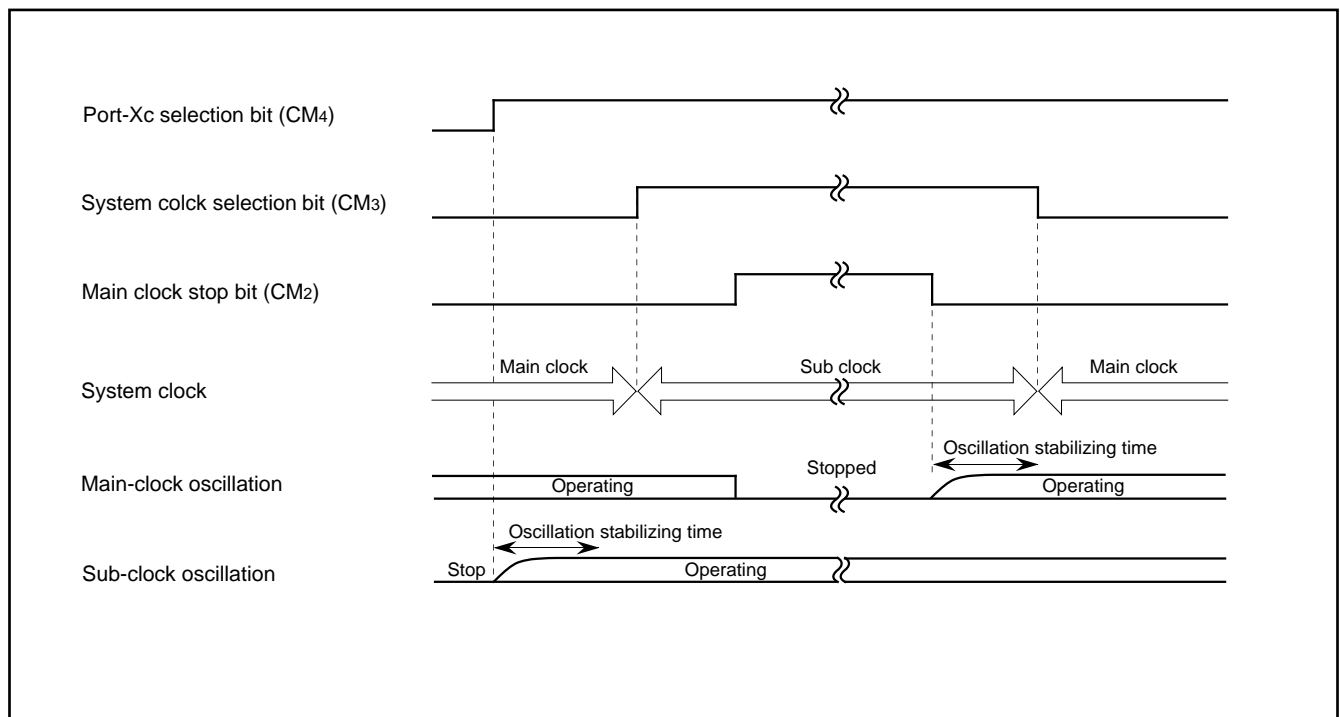 Port-Xc selection bit (CM4)
System colck selection bit (CM3)
Main clock stop bit (CM2)
Main clock
Sub clock
Main clock
System clock
Oscillation stabilizing time
Stopped
Main-clock oscillation
Operating
Operating
Oscillation stabilizing time
Sub-clock oscillation
Stop
Operating